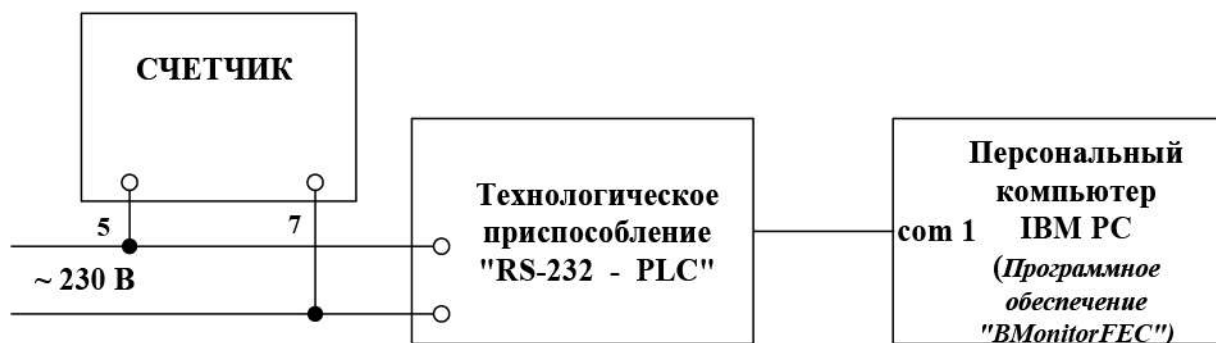 СЧЕТЧИК
5
7
~ 230 В
Технологическое
приспособление
"RS-232 - PLC"
com 1
Персональный
компьютер
IBM PC
(Программное
обеспечение
"BMonitorFEC")